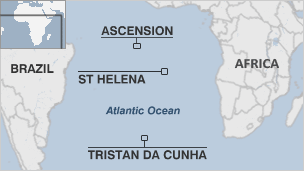 ASCENSION
BRAZIL
AFRICA
ST HELENA
Atlantic Ocean
TRISTAN DA CUNHA